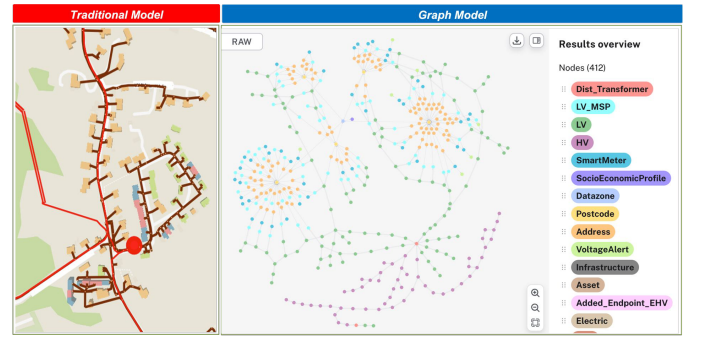 Traditional Model
Graph Model
RAW
Results overview
Nodes (412)
Dist_Transformer
LV_MSP
LV
HV
SmartMeter
SocioEconomicProfile
Datazone
Postcode
Address
VoltageAlert
Infrastructure
Asset
Added_Endpoint_EHV
Electric